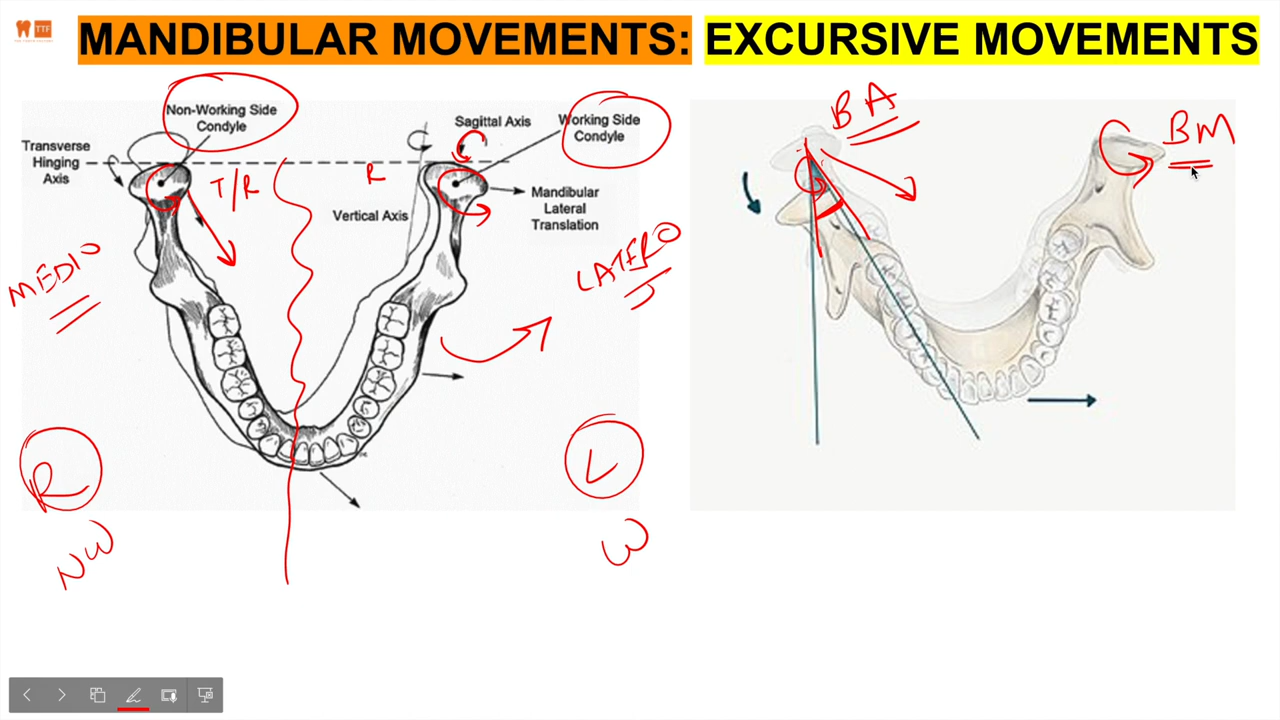 TTF
MANDIBULAR MOVEMENTS: EXCURSIVE MOVEMENTS
Non-Working Side
Condyle
Transverse
Hinging
Axis
Sagittal Axis
Working Side
Condyle
Vertical Axis
Mandibular
Lateral
Translation
T/R
R
MEDIO
LATERO
R
L
NW
W
BA
BM